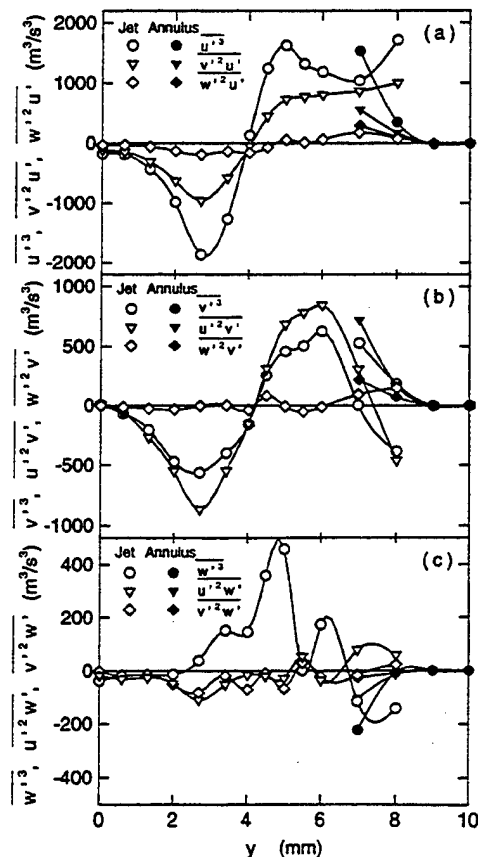 (a)
Jet Annulus
u'³
v'²u'
w'²u'
2000
1000
0
-1000
-2000
u'³, v'²u', w'²u' (m³/s³)
(b)
Jet Annulus
v'³
u'²v'
w'²v'
1000
500
0
-500
-1000
v'³, u'²v', w'²v' (m³/s³)
(c)
Jet Annulus
w'³
u'²w'
v'²w'
400
200
0
-200
-400
w'³, u'²w', v'²w' (m³/s³)
0 2 4 6 8 10
y (mm)